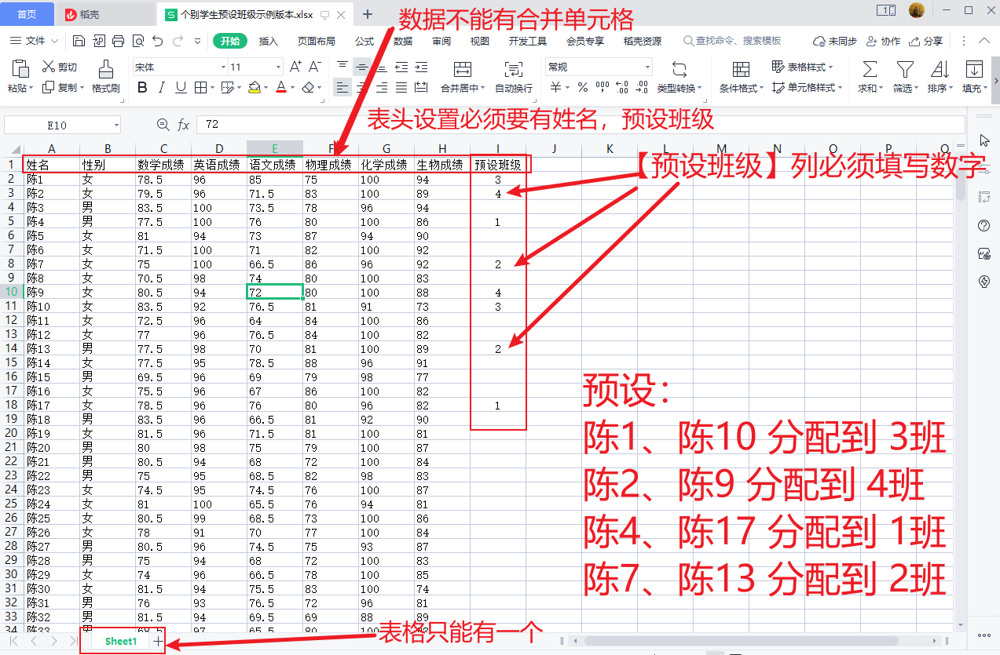 首页 稻壳 个别学生预设班级示例版本.xlsx
数据不能有合并单元格
文件 开始 插入 页面布局 公式 数据 审阅 视图 开发工具 会员专享 稻壳资源 查找命令、搜索模板 未同步 协作 分享
粘贴 剪切 复制 格式刷 宋体 11 合并居中 自动换行 常规 类型转换 条件格式 表格样式 单元格样式 求和 筛选 排序 填充
表头设置必须要有姓名，预设班级
E10 fx 72
A B C D E F G H I J K L M N O P Q
1 姓名 性别 数学成绩 英语成绩 语文成绩 物理成绩 化学成绩 生物成绩 预设班级
【预设班级】列必须填写数字
2 陈1 女 78.5 96 85 75 100 94 3
3 陈2 女 79.5 96 71.5 83 100 89 4
4 陈3 男 83.5 100 73.5 78 96 94
5 陈4 男 77.5 100 76 80 100 86 1
6 陈5 女 81 94 73 87 94 90
7 陈6 女 71.5 100 71 82 100 92
8 陈7 女 75 100 66.5 86 96 92 2
9 陈8 女 70.5 98 74 80 100 83
10 陈9 女 80.5 94 72 80 100 88 4
11 陈10 女 83.5 92 76.5 81 91 73 3
12 陈11 女 72.5 96 64 84 100 86
13 陈12 女 77 96 76.5 84 100 82
14 陈13 男 77.5 98 70 81 100 89 2
15 陈14 女 77.5 95 78.5 88 96 91
16 陈15 男 69.5 96 69 79 98 77
17 陈16 女 75.5 96 67 86 100 82
18 陈17 女 78.5 96 76 80 96 82 1
19 陈18 男 83.5 96 66.5 81 92 90
20 陈19 女 81.5 96 71.5 81 100 81
21 陈20 男 80 98 75 79 100 87
22 陈21 男 80.5 94 68 72 100 84
23 陈22 男 75 95 68.5 82 98 83
24 陈23 女 74.5 95 74.5 76 100 87
25 陈24 女 81 100 65.5 76 94 81
26 陈25 女 80.5 99 68.5 73 100 86
27 陈26 女 78 91 70 77 100 84
28 陈27 男 80.5 96 74.5 75 93 87
29 陈28 男 75 94 68 72 100 83
30 陈29 女 74 96 66.5 78 100 85
31 陈30 女 81.5 94 75.5 83 100 74
32 陈31 男 76 93 76.5 72 96 81
33 陈32 男 81.5 94 69.5 69 88 89
34 陈33 男 68.5 97 65.5 80
预设：
陈1、陈10 分配到 3班
陈2、陈9 分配到 4班
陈4、陈17 分配到 1班
陈7、陈13 分配到 2班
Sheet1
表格只能有一个